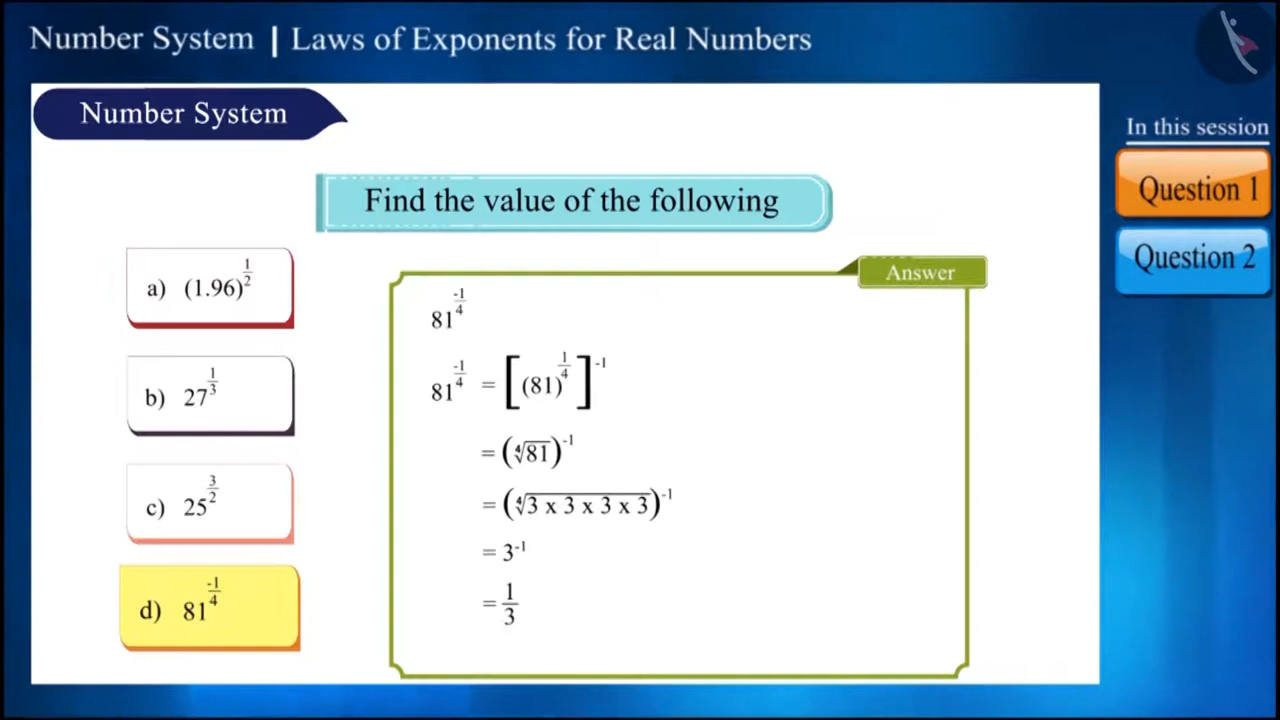 Number System | Laws of Exponents for Real Numbers
Number System
In this session
Question 1
Question 2
Find the value of the following
a) (1.96)^{1/2}
b) 27^{1/3}
c) 25^{3/2}
d) 81^{-1/4}
Answer
81^{-1/4}
81^{-1/4} = [(81)^{1/4}]^{-1}
= (∜81)^{-1}
= (∜3 x 3 x 3 x 3)^{-1}
= 3^{-1}
= 1/3